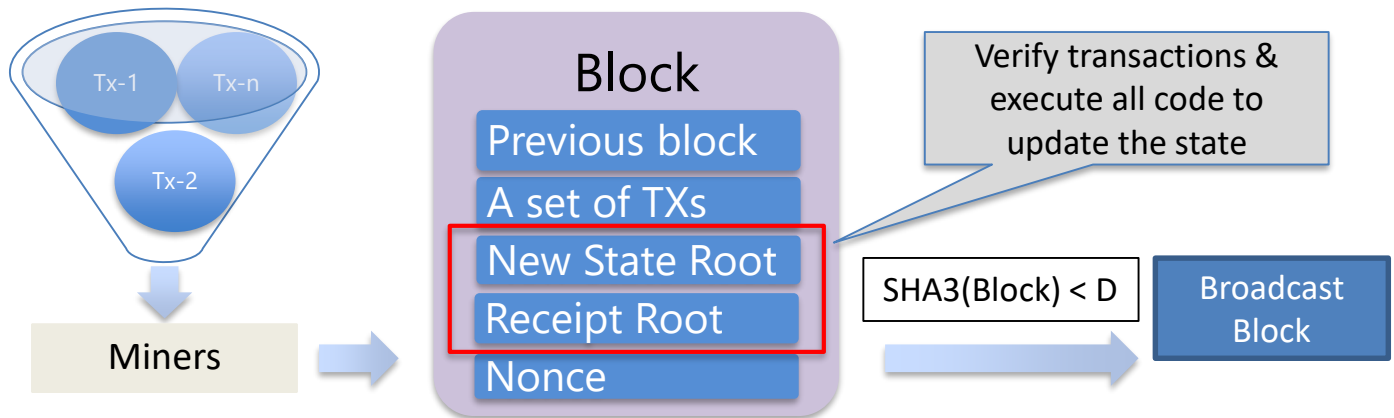 Tx-1
Tx-n
Tx-2
Miners
Block
Previous block
A set of TXs
New State Root
Receipt Root
Nonce
Verify transactions &
execute all code to
update the state
SHA3(Block) < D
Broadcast
Block